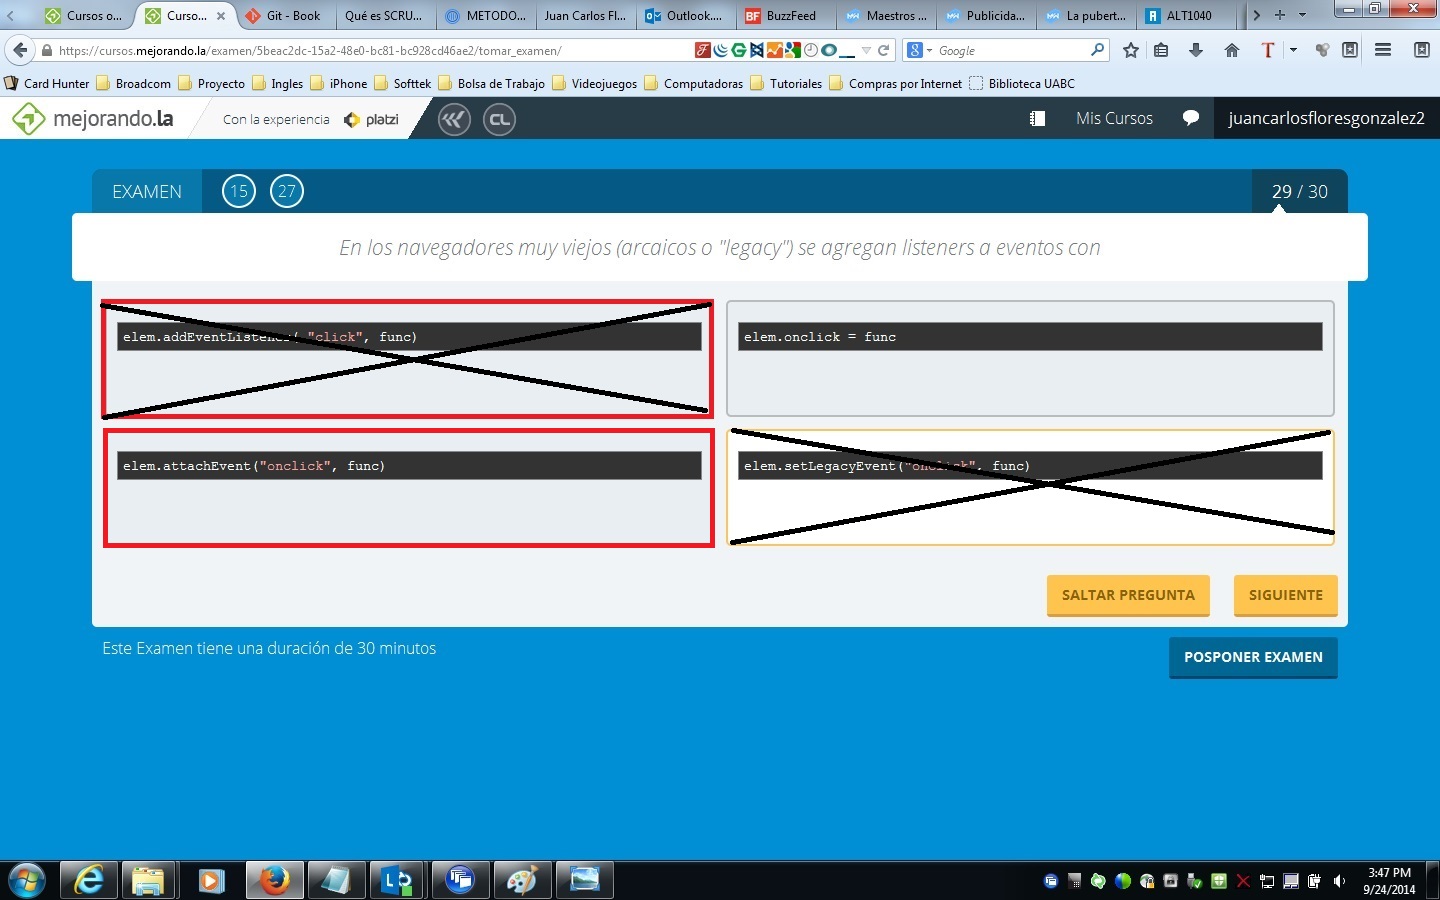 Cursos o...
Curso...
Git - Book
Qué es SCRU...
METODO...
Juan Carlos Fl...
Outlook....
BuzzFeed
Maestros ...
Publicida...
La pubert...
ALT1040
https://cursos.mejorando.la/examen/5beac2dc-15a2-48e0-bc81-bc928cd46ae2/tomar_examen/
Google
Card Hunter
Broadcom
Proyecto
Ingles
iPhone
Softtek
Bolsa de Trabajo
Videojuegos
Computadoras
Tutoriales
Compras por Internet
Biblioteca UABC
mejorando.la
Con la experiencia
platzi
CL
Mis Cursos
juancarlosfloresgonzalez2
EXAMEN
15
27
29 / 30
En los navegadores muy viejos (arcaicos o "legacy") se agregan listeners a eventos con
elem.addEventListener( "click", func)
elem.onclick = func
elem.attachEvent("onclick", func)
elem.setLegacyEvent("onclick", func)
SALTAR PREGUNTA
SIGUIENTE
Este Examen tiene una duración de 30 minutos
POSPONER EXAMEN
3:47 PM
9/24/2014